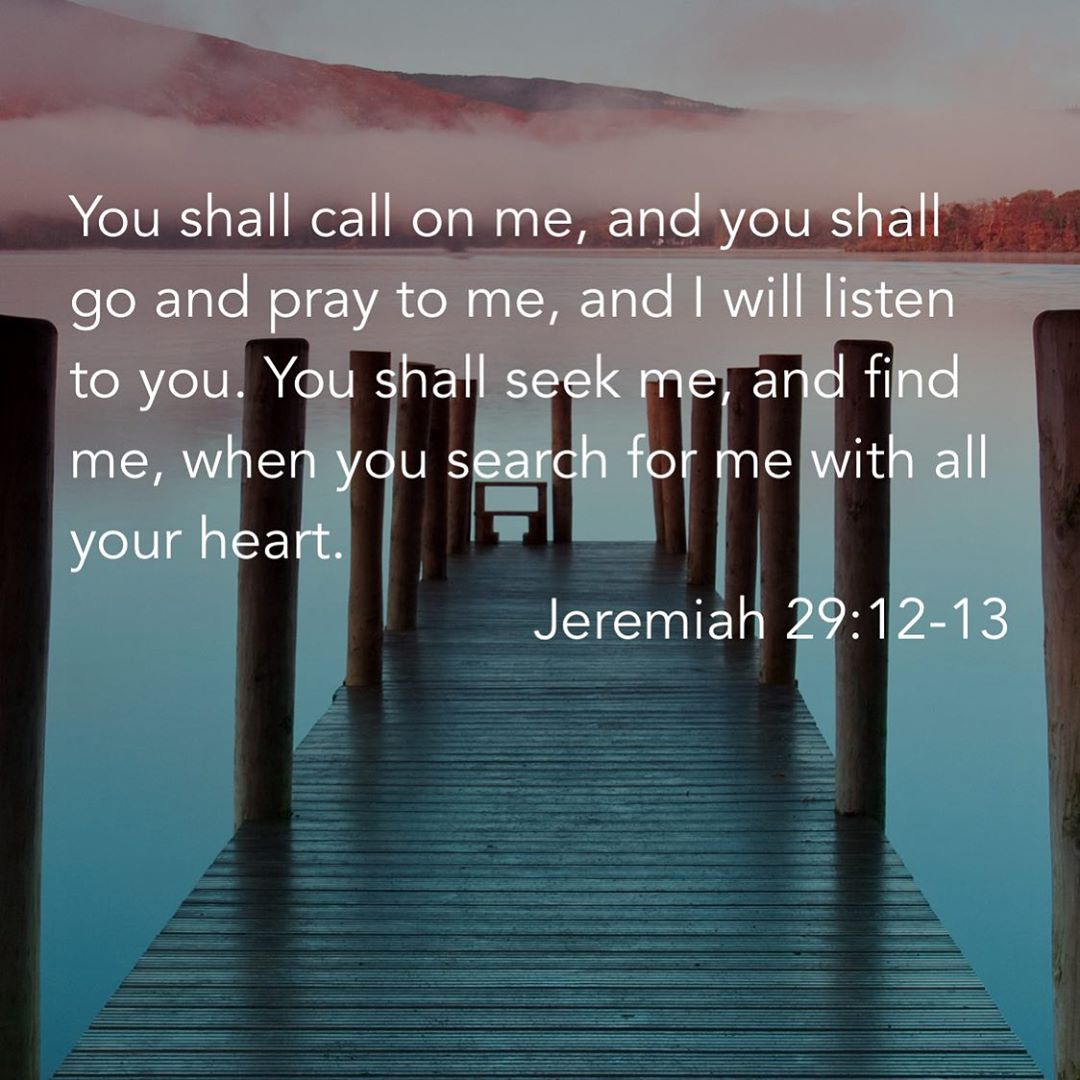 You shall call on me, and you shall
go and pray to me, and I will listen
to you. You shall seek me, and find
me, when you search for me with all
your heart.
Jeremiah 29:12-13